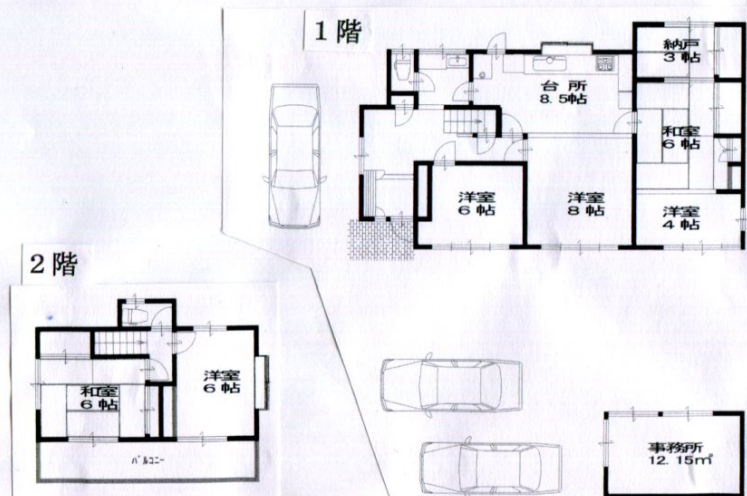 1階
納戸
3帖
台所
8.5帖
和室
6帖
洋室
6帖
洋室
8帖
洋室
4帖
2階
洋室
6帖
和室
6帖
バルコニー
事務所
12.15㎡